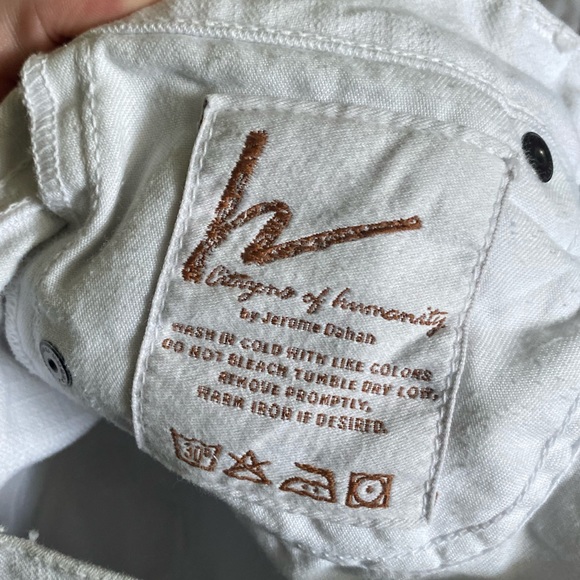 h
Citizens of humanity
by Jerome Dahan
WASH IN COLD WITH LIKE COLORS
DO NOT BLEACH TUMBLE DRY LOW,
REMOVE PROMPTLY,
WARM IRON IF DESIRED.
30°